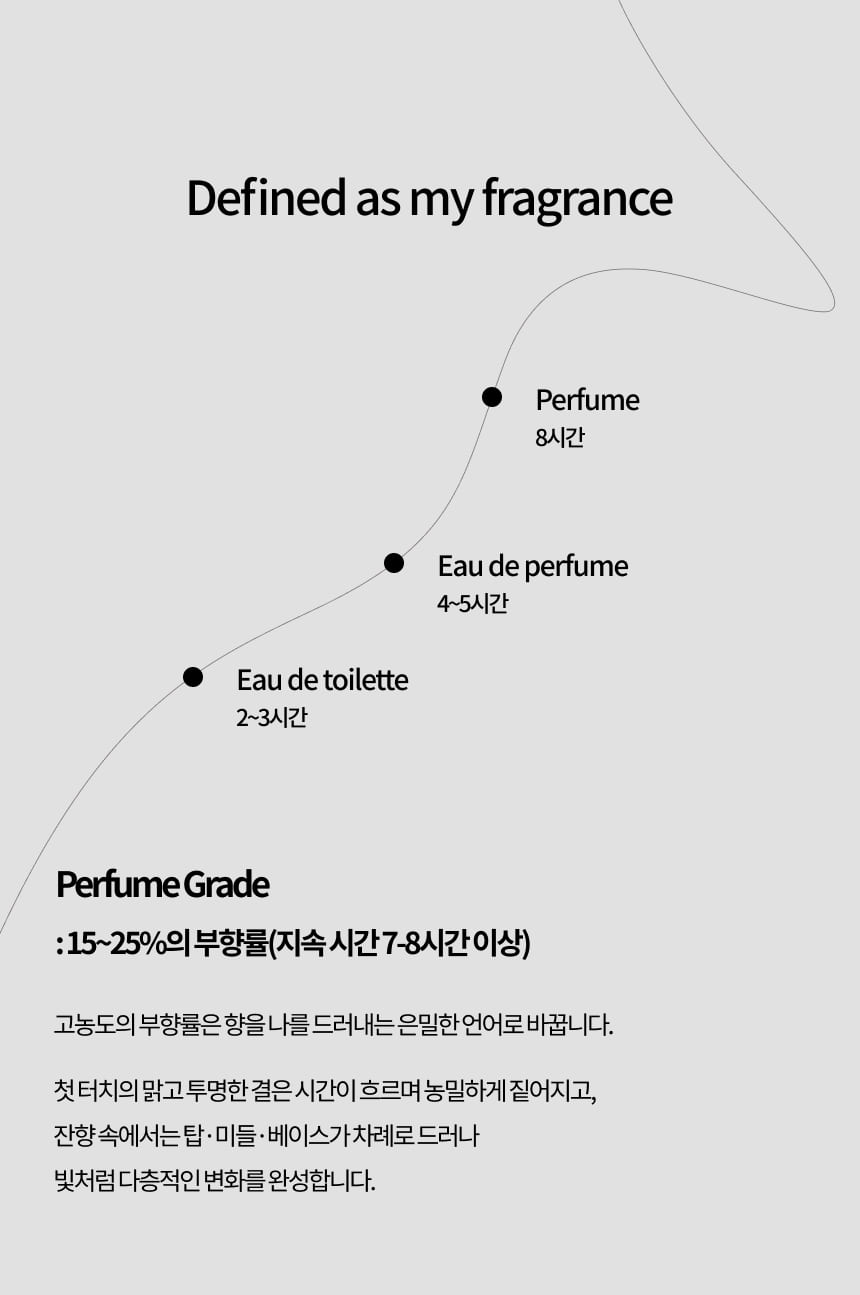 Defined as my fragrance
Perfume
8시간
Eau de perfume
4~5시간
Eau de toilette
2~3시간
Perfume Grade
: 15~25%의 부향률(지속 시간 7-8시간 이상)
고농도의 부향률은 향을 나를 드러내는 은밀한 언어로 바꿉니다.
첫 터치의 맑고 투명한 결은 시간이 흐르며 농밀하게 짙어지고,
잔향 속에서는 탑·미들·베이스가 차례로 드러나
빛처럼 다층적인 변화를 완성합니다.